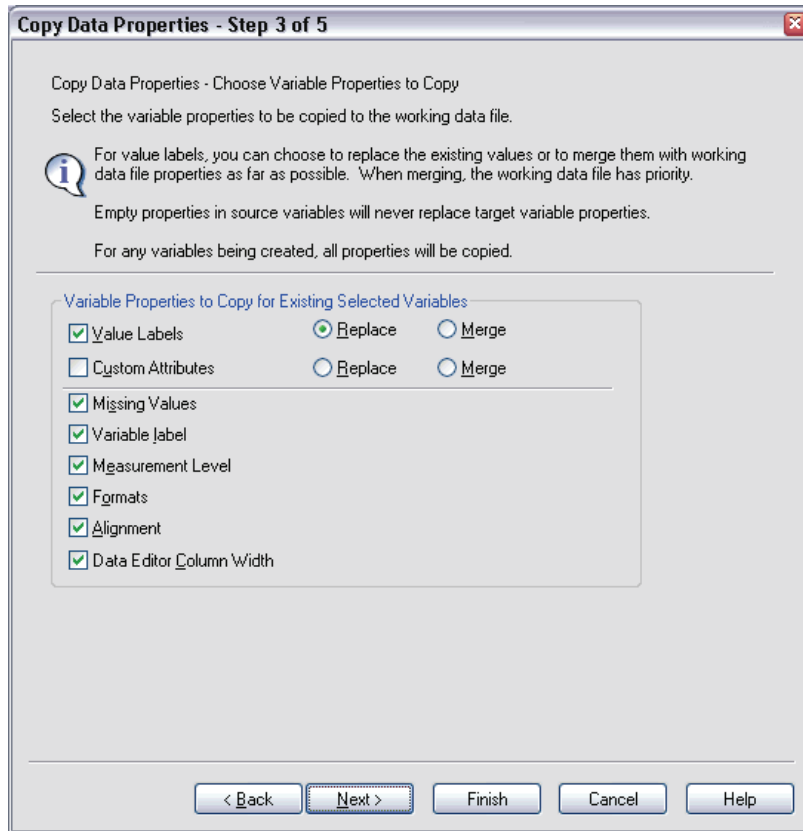 Copy Data Properties - Step 3 of 5
Copy Data Properties - Choose Variable Properties to Copy
Select the variable properties to be copied to the working data file.
For value labels, you can choose to replace the existing values or to merge them with working
data file properties as far as possible.  When merging, the working data file has priority.
Empty properties in source variables will never replace target variable properties.
For any variables being created, all properties will be copied.
Variable Properties to Copy for Existing Selected Variables
Value Labels Replace Merge
Custom Attributes Replace Merge
Missing Values
Variable label
Measurement Level
Formats
Alignment
Data Editor Column Width
< Back Next > Finish Cancel Help